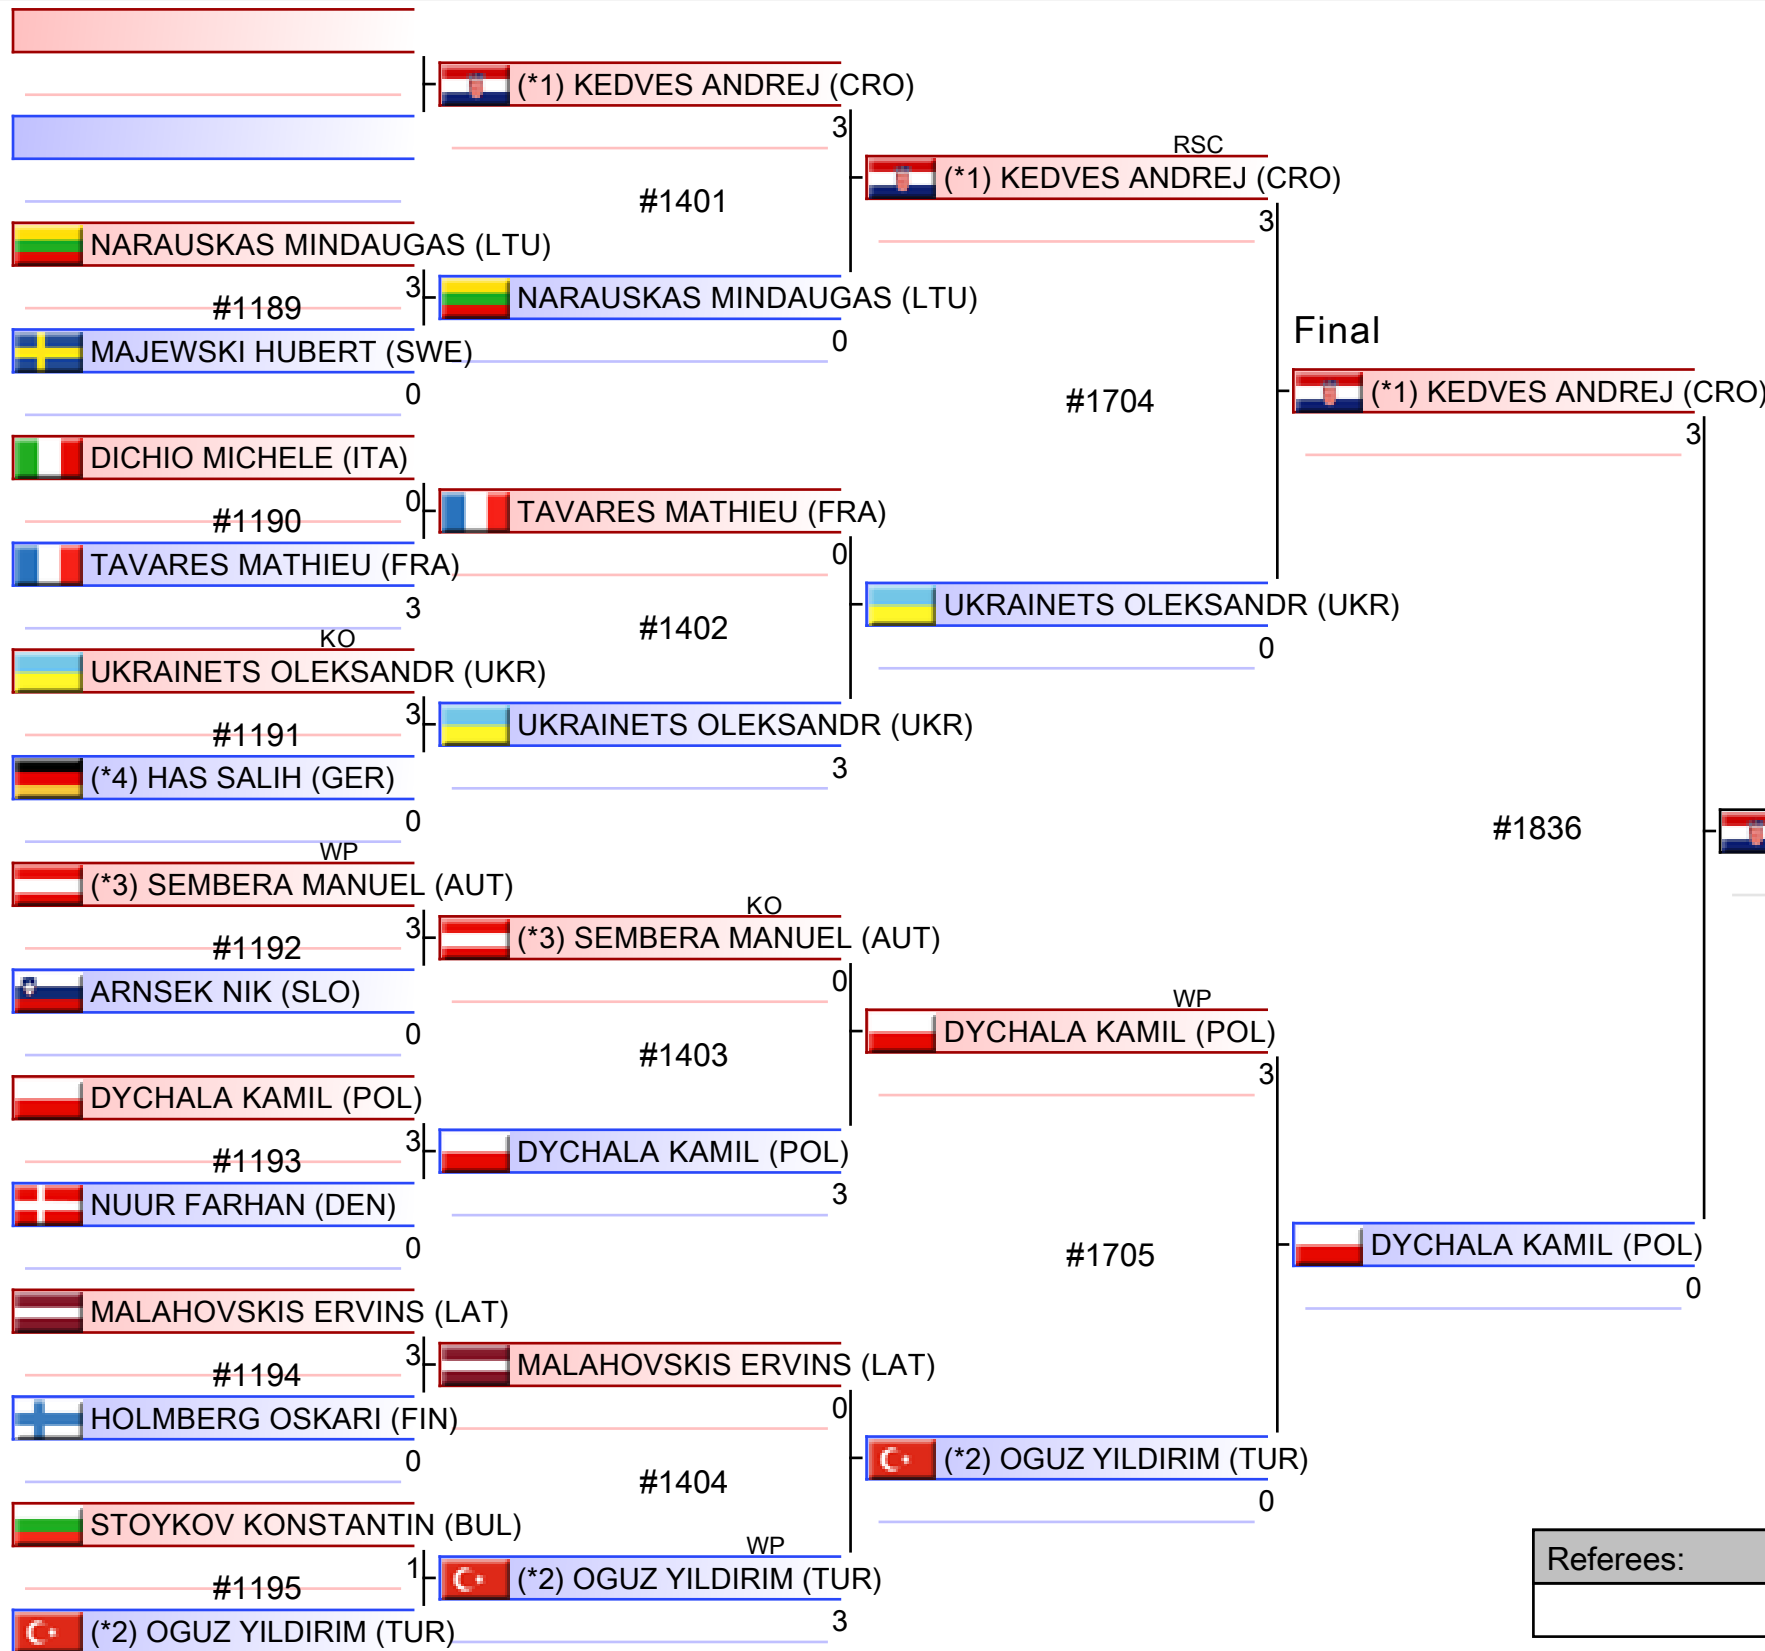 (*1) KEDVES ANDREJ (CRO)
3
#1401
NARAUSKAS MINDAUGAS (LTU)
3
#1189
MAJEWSKI HUBERT (SWE)
0
NARAUSKAS MINDAUGAS (LTU)
0
DICHIO MICHELE (ITA)
0
#1190
TAVARES MATHIEU (FRA)
3
TAVARES MATHIEU (FRA)
0
#1402
KO
UKRAINETS OLEKSANDR (UKR)
3
#1191
(*4) HAS SALIH (GER)
0
UKRAINETS OLEKSANDR (UKR)
3
WP
(*3) SEMBERA MANUEL (AUT)
3
#1192
ARNSEK NIK (SLO)
0
KO
(*3) SEMBERA MANUEL (AUT)
0
#1403
DYCHALA KAMIL (POL)
3
#1193
NUUR FARHAN (DEN)
0
DYCHALA KAMIL (POL)
3
MALAHOVSKIS ERVINS (LAT)
3
#1194
HOLMBERG OSKARI (FIN)
0
MALAHOVSKIS ERVINS (LAT)
0
#1404
STOYKOV KONSTANTIN (BUL)
1
#1195
(*2) OGUZ YILDIRIM (TUR)
WP
(*2) OGUZ YILDIRIM (TUR)
3
RSC
(*1) KEDVES ANDREJ (CRO)
3
#1704
UKRAINETS OLEKSANDR (UKR)
0
WP
DYCHALA KAMIL (POL)
3
#1705
(*2) OGUZ YILDIRIM (TUR)
0
Final
(*1) KEDVES ANDREJ (CRO)
3
#1836
DYCHALA KAMIL (POL)
0
Referees: